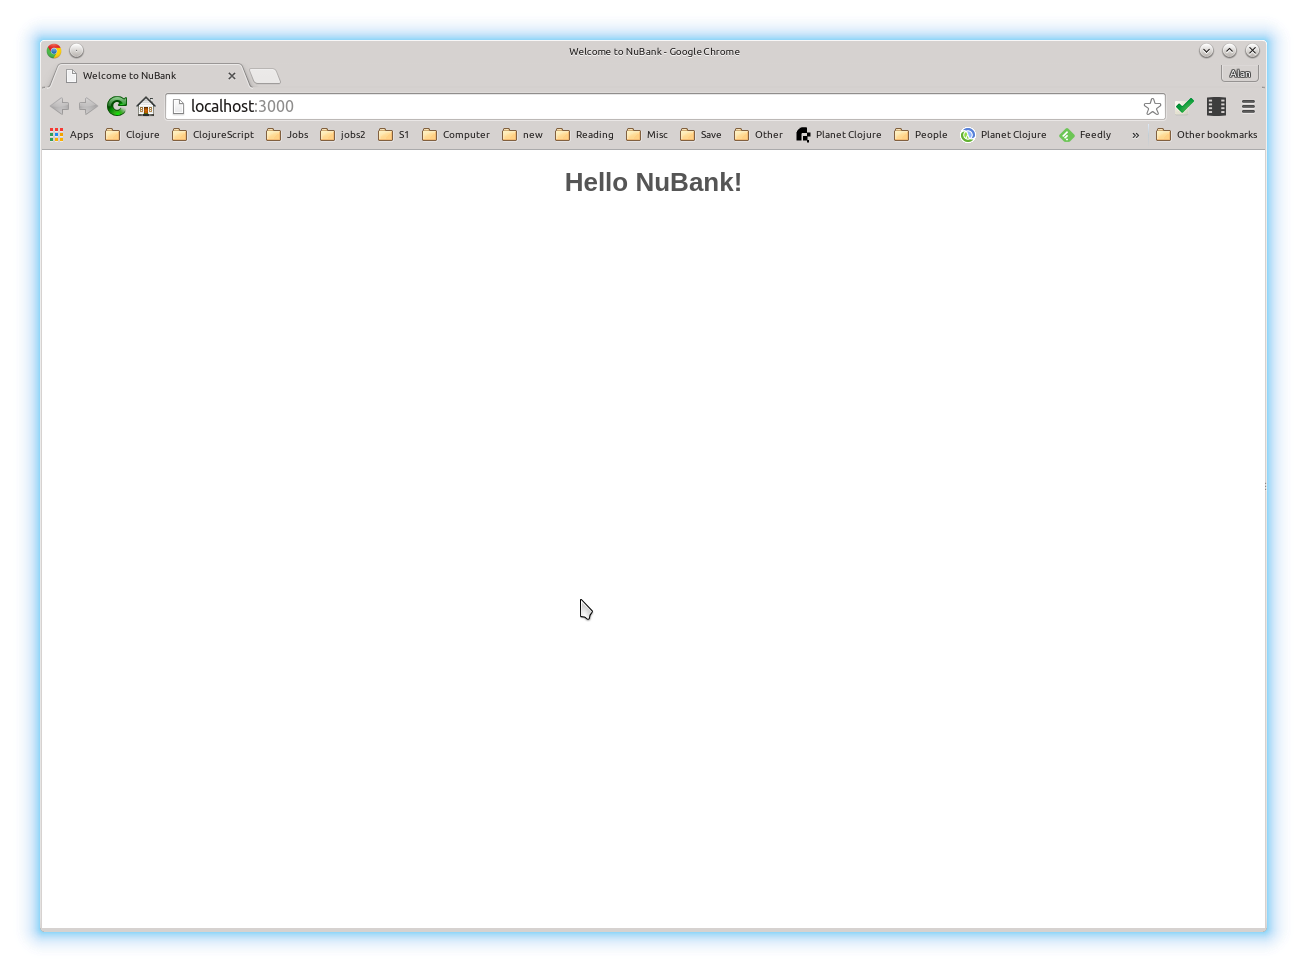 Welcome to NuBank - Google Chrome
Welcome to NuBank
Alan
localhost:3000
Apps Clojure ClojureScript Jobs jobs2 S1 Computer new Reading Misc Save Other Planet Clojure People Planet Clojure Feedly » Other bookmarks
Hello NuBank!